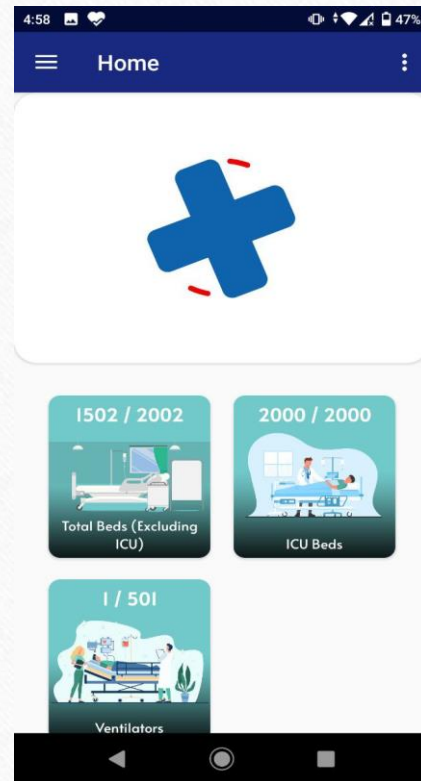 4:58
47%
Home
1502 / 2002
Total Beds (Excluding
ICU)
2000 / 2000
ICU Beds
1 / 501
Ventilators